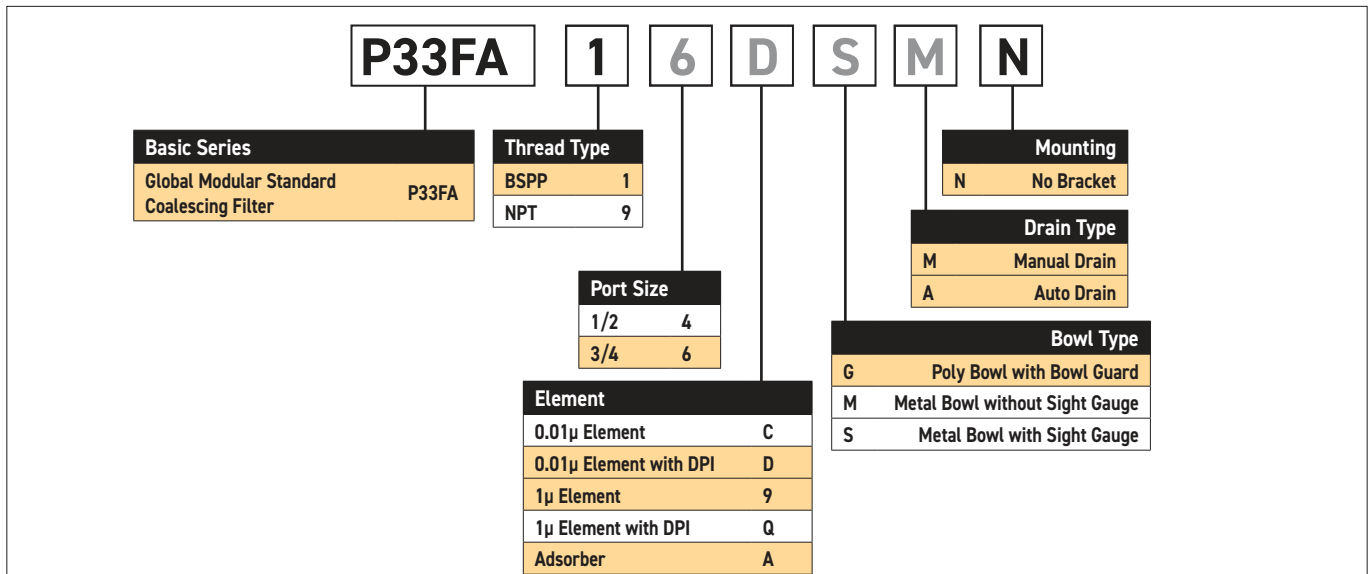 P33FA 1 6 D S M N
Basic Series
Global Modular Standard
Coalescing Filter P33FA
Thread Type
BSPP 1
NPT 9
Port Size
1/2 4
3/4 6
Element
0.01µ Element C
0.01µ Element with DPI D
1µ Element 9
1µ Element with DPI Q
Adsorber A
Mounting
N No Bracket
Drain Type
M Manual Drain
A Auto Drain
Bowl Type
G Poly Bowl with Bowl Guard
M Metal Bowl without Sight Gauge
S Metal Bowl with Sight Gauge